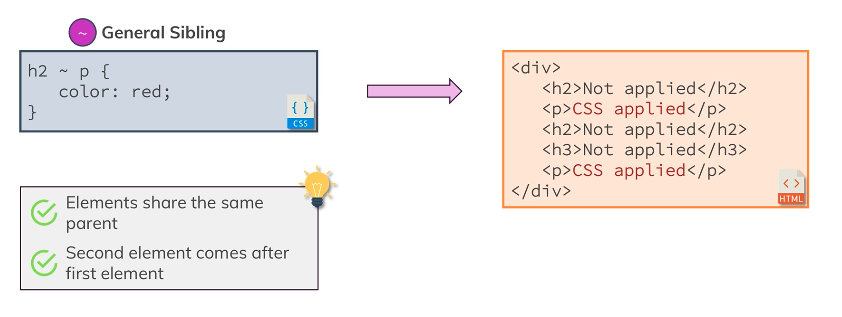 ~ General Sibling
h2 ~ p {
color: red;
}
{ }
CSS
Elements share the same
parent
Second element comes after
first element
<div>
<h2>Not applied</h2>
<p>CSS applied</p>
<h2>Not applied</h2>
<h3>Not applied</h3>
<p>CSS applied</p>
</div>
< >
HTML